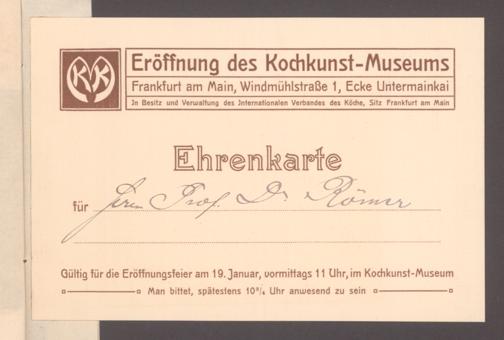 KK
Eröffnung des Kochkunst-Museums
Frankfurt am Main, Windmühlstraße 1, Ecke Untermainkai
In Besitz und Verwaltung des Internationalen Verbandes des Köche, Sitz Frankfurt am Main
Ehrenkarte
für Herrn Prof. Dr. Römer
Gültig für die Eröffnungsfeier am 19. Januar, vormittags 11 Uhr, im Kochkunst-Museum
Man bittet, spätestens 10¾ Uhr anwesend zu sein